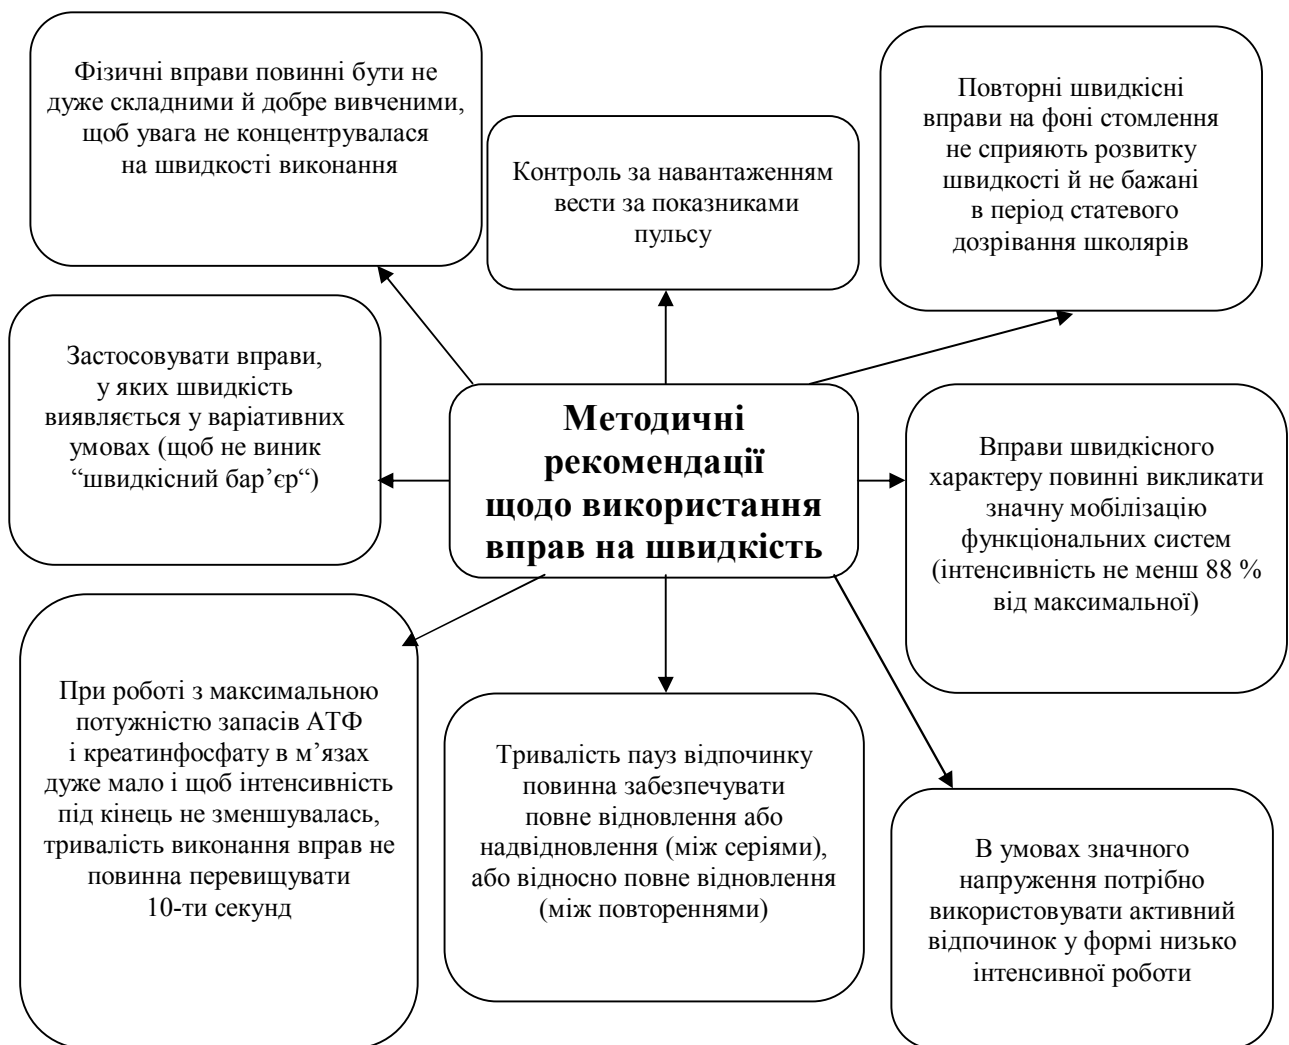 Фізичні вправи повинні бути не
дуже складними й добре вивченими,
щоб увага не концентрувалася
на швидкості виконання
Контроль за навантаженням
вести за показниками
пульсу
Повторні швидкісні
вправи на фоні стомлення
не сприяють розвитку
швидкості й не бажані
в період статевого
дозрівання школярів
Застосовувати вправи,
у яких швидкість
виявляється у варіативних
умовах (щоб не виник
“швидкісний бар’єр“)
Методичні
рекомендації
щодо використання
вправ на швидкість
Вправи швидкісного
характеру повинні викликати
значну мобілізацію
функціональних систем
(інтенсивність не менш 88 %
від максимальної)
При роботі з максимальною
потужністю запасів АТФ
і креатинфосфату в м’язах
дуже мало і щоб інтенсивність
під кінець не зменшувалась,
тривалість виконання вправ не
повинна перевищувати
10-ти секунд
Тривалість пауз відпочинку
повинна забезпечувати
повне відновлення або
надвідновлення (між серіями),
або відносно повне відновлення
(між повтореннями)
В умовах значного
напруження потрібно
використовувати активний
відпочинок у формі низько
інтенсивної роботи